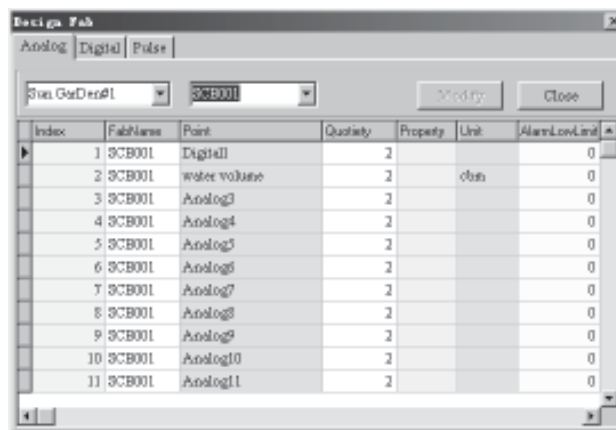 Design Fab
Analog Digital Pulse
Sun GarDen#1 SCB001 Modify Close
Index FabName Point Quotiety Property Unit AlarmLowLimit
1 SCB001 Digital1 2 0
2 SCB001 water volume 2 ohm 0
3 SCB001 Analog3 2 0
4 SCB001 Analog4 2 0
5 SCB001 Analog5 2 0
6 SCB001 Analog6 2 0
7 SCB001 Analog7 2 0
8 SCB001 Analog8 2 0
9 SCB001 Analog9 2 0
10 SCB001 Analog10 2 0
11 SCB001 Analog11 2 0